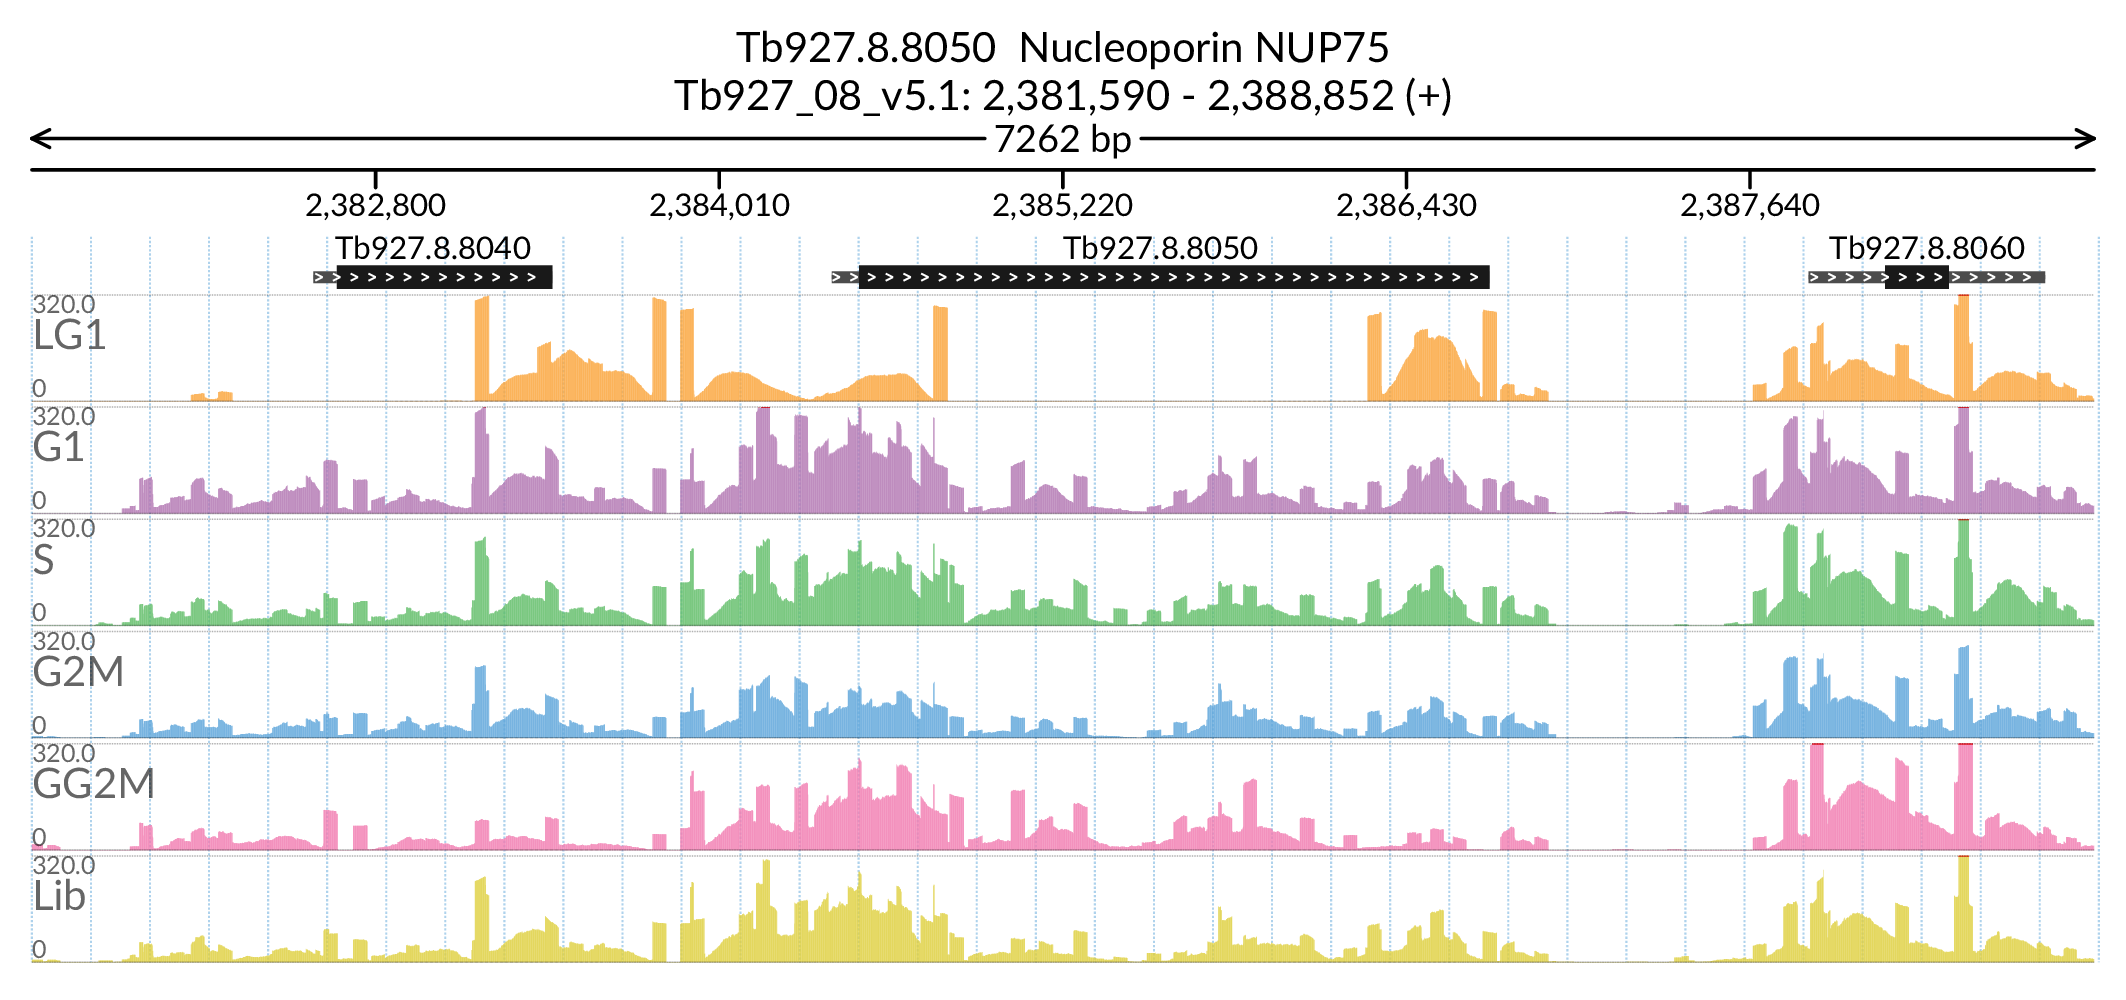 Tb927.8.8050 Nucleoporin NUP75
Tb927_08_v5.1: 2,381,590 - 2,388,852 (+)
7262 bp
2,382,800 2,384,010 2,385,220 2,386,430 2,387,640
Tb927.8.8040 Tb927.8.8050 Tb927.8.8060
320.0
LG1
0
320.0
G1
0
320.0
S
0
320.0
G2M
0
320.0
GG2M
0
320.0
Lib
0